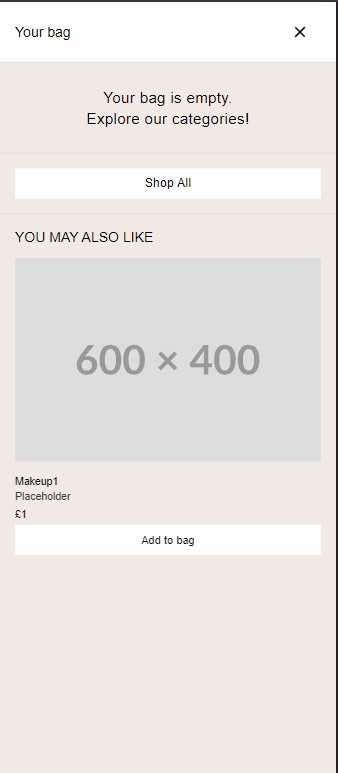 Your bag
Your bag is empty.
Explore our categories!
Shop All
YOU MAY ALSO LIKE
600 × 400
Makeup1
Placeholder
£1
Add to bag